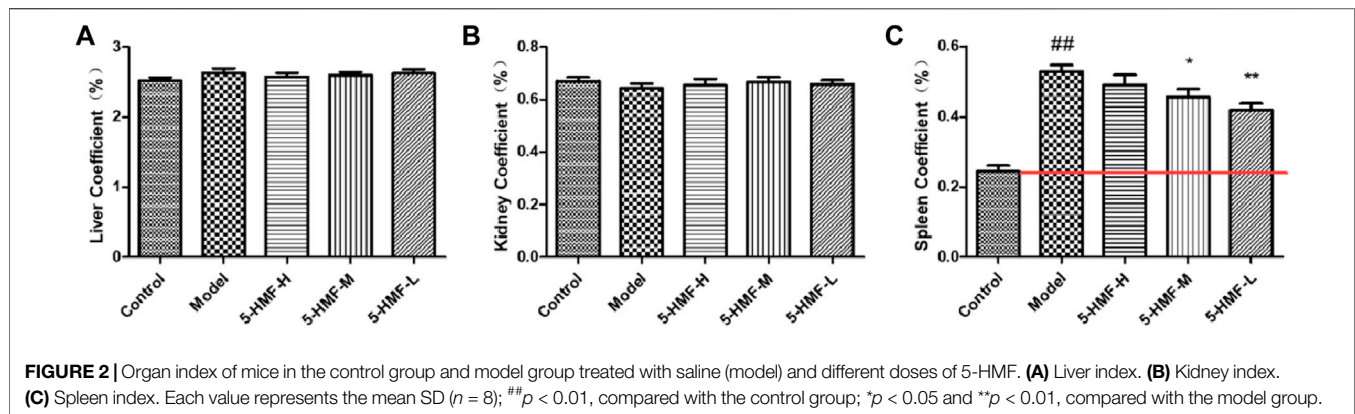 A
Liver Coefficient (%)
3
2
1
0
Control
Model
5-HMF-H
5-HMF-M
5-HMF-L
B
Kidney Coefficient (%)
0.8
0.6
0.4
0.2
0.0
Control
Model
5-HMF-H
5-HMF-M
5-HMF-L
C
Spleen Coefficient (%)
0.6
0.4
0.2
0.0
##
*
**
Control
Model
5-HMF-H
5-HMF-M
5-HMF-L
FIGURE 2 | Organ index of mice in the control group and model group treated with saline (model) and different doses of 5-HMF. (A) Liver index. (B) Kidney index.
(C) Spleen index. Each value represents the mean SD (n = 8); ##p < 0.01, compared with the control group; *p < 0.05 and **p < 0.01, compared with the model group.